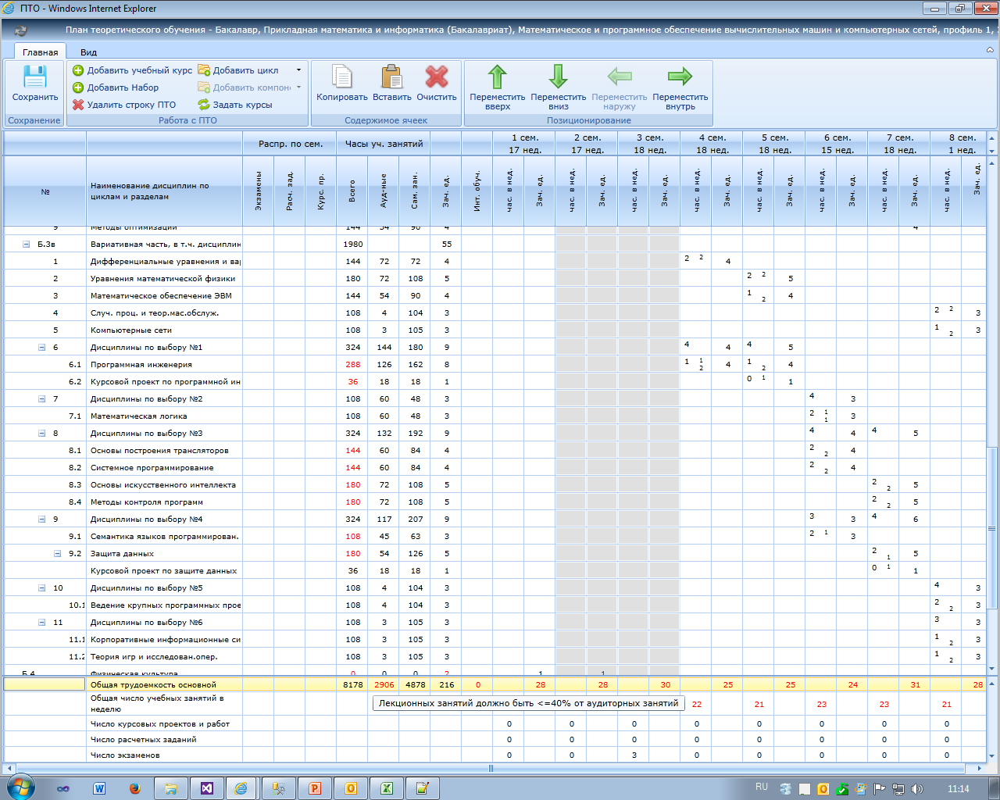 ПТО - Windows Internet Explorer
План теоретического обучения - Бакалавр, Прикладная математика и информатика (Бакалавриат), Математическое и программное обеспечение вычислительных машин и компьютерных сетей, профиль 1,
Главная Вид
Сохранить
Добавить учебный курс
Добавить Набор
Удалить строку ПТО
Добавить цикл
Добавить компон
Задать курсы
Копировать Вставить Очистить
Переместить вверх
Переместить вниз
Переместить наружу
Переместить внутрь
Сохранение Работа с ПТО Содержимое ячеек Позиционирование
Распр. по сем. Часы уч. занятий 1 сем. 2 сем. 3 сем. 4 сем. 5 сем. 6 сем. 7 сем. 8 сем.
17 нед. 17 нед. 18 нед. 18 нед. 18 нед. 15 нед. 18 нед. 1 нед.
№ Наименование дисциплин по циклам и разделам Экзамены Расч. зад. Курс. пр. Всего Ауд-ные Сам. зан. Зач. ед. Инт. обуч. час. в нед. Зач. ед. час. в нед. Зач. ед. час. в нед. Зач. ед. час. в нед. Зач. ед. час. в нед. Зач. ед. час. в нед. Зач. ед. час. в нед. Зач. ед. час. в нед. Зач. ед.
9 Методы оптимизации 144 54 90 4 4
Б.3в Вариативная часть, в т.ч. дисциплин 1980 55
1 Дифференциальные уравнения и ва 144 72 72 4 2 2 4
2 Уравнения математической физики 180 72 108 5 2 2 5
3 Математическое обеспечение ЭВМ 144 54 90 4 1 2 4
4 Случ. проц. и теор.мас.обслуж. 108 4 104 3 2 2 3
5 Компьютерные сети 108 3 105 3 1 2 3
6 Дисциплины по выбору №1 324 144 180 9 4 4 4 5
6.1 Программная инженерия 288 126 162 8 1 1 2 4 1 2 4
6.2 Курсовой проект по программной ин 36 18 18 1 0 1 1
7 Дисциплины по выбору №2 108 60 48 3 4 3
7.1 Математическая логика 108 60 48 3 2 1 1 3
8 Дисциплины по выбору №3 324 132 192 9 4 4 4 5
8.1 Основы построения трансляторов 144 60 84 4 2 2 4
8.2 Системное программирование 144 60 84 4 2 2 4
8.3 Основы искусственного интеллекта 180 72 108 5 2 2 5
8.4 Методы контроля программ 180 72 108 5 2 2 5
9 Дисциплины по выбору №4 324 117 207 9 3 3 4 6
9.1 Семантика языков программирован. 108 45 63 3 2 1 3
9.2 Защита данных 180 54 126 5 2 1 5
Курсовой проект по защите данных 36 18 18 1 0 1 1
10 Дисциплины по выбору №5 108 4 104 3 4 3
10.1 Ведение крупных программных прое 108 4 104 3 2 2 3
11 Дисциплины по выбору №6 108 3 105 3 3 3
11.1 Корпоративные информационные си 108 3 105 3 1 2 3
11.2 Теория игр и исследован.опер. 108 3 105 3 1 2 3
Б.4 Физическая культура 0 0 0 2 1 1
Общая трудоемкость основной 8178 2906 4878 216 0 28 28 30 25 25 24 31 28
Общая число учебных занятий в неделю 22 21 23 23 21
Лекционных занятий должно быть <=40% от аудиторных занятий
Число курсовых проектов и работ 0 0 0 0 0 0 0 0
Число расчетных заданий 0 0 0 0 0 0 0 0
Число экзаменов 0 0 3 0 0 0 0 0
RU 11:14